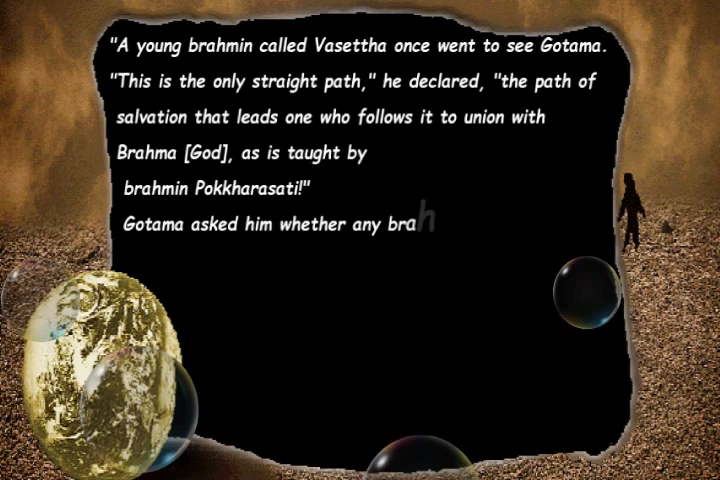 "A young brahmin called Vasettha once went to see Gotama.
"This is the only straight path," he declared, "the path of
salvation that leads one who follows it to union with
Brahma [God], as is taught by
brahmin Pokkharasati!"
Gotama asked him whether any brah